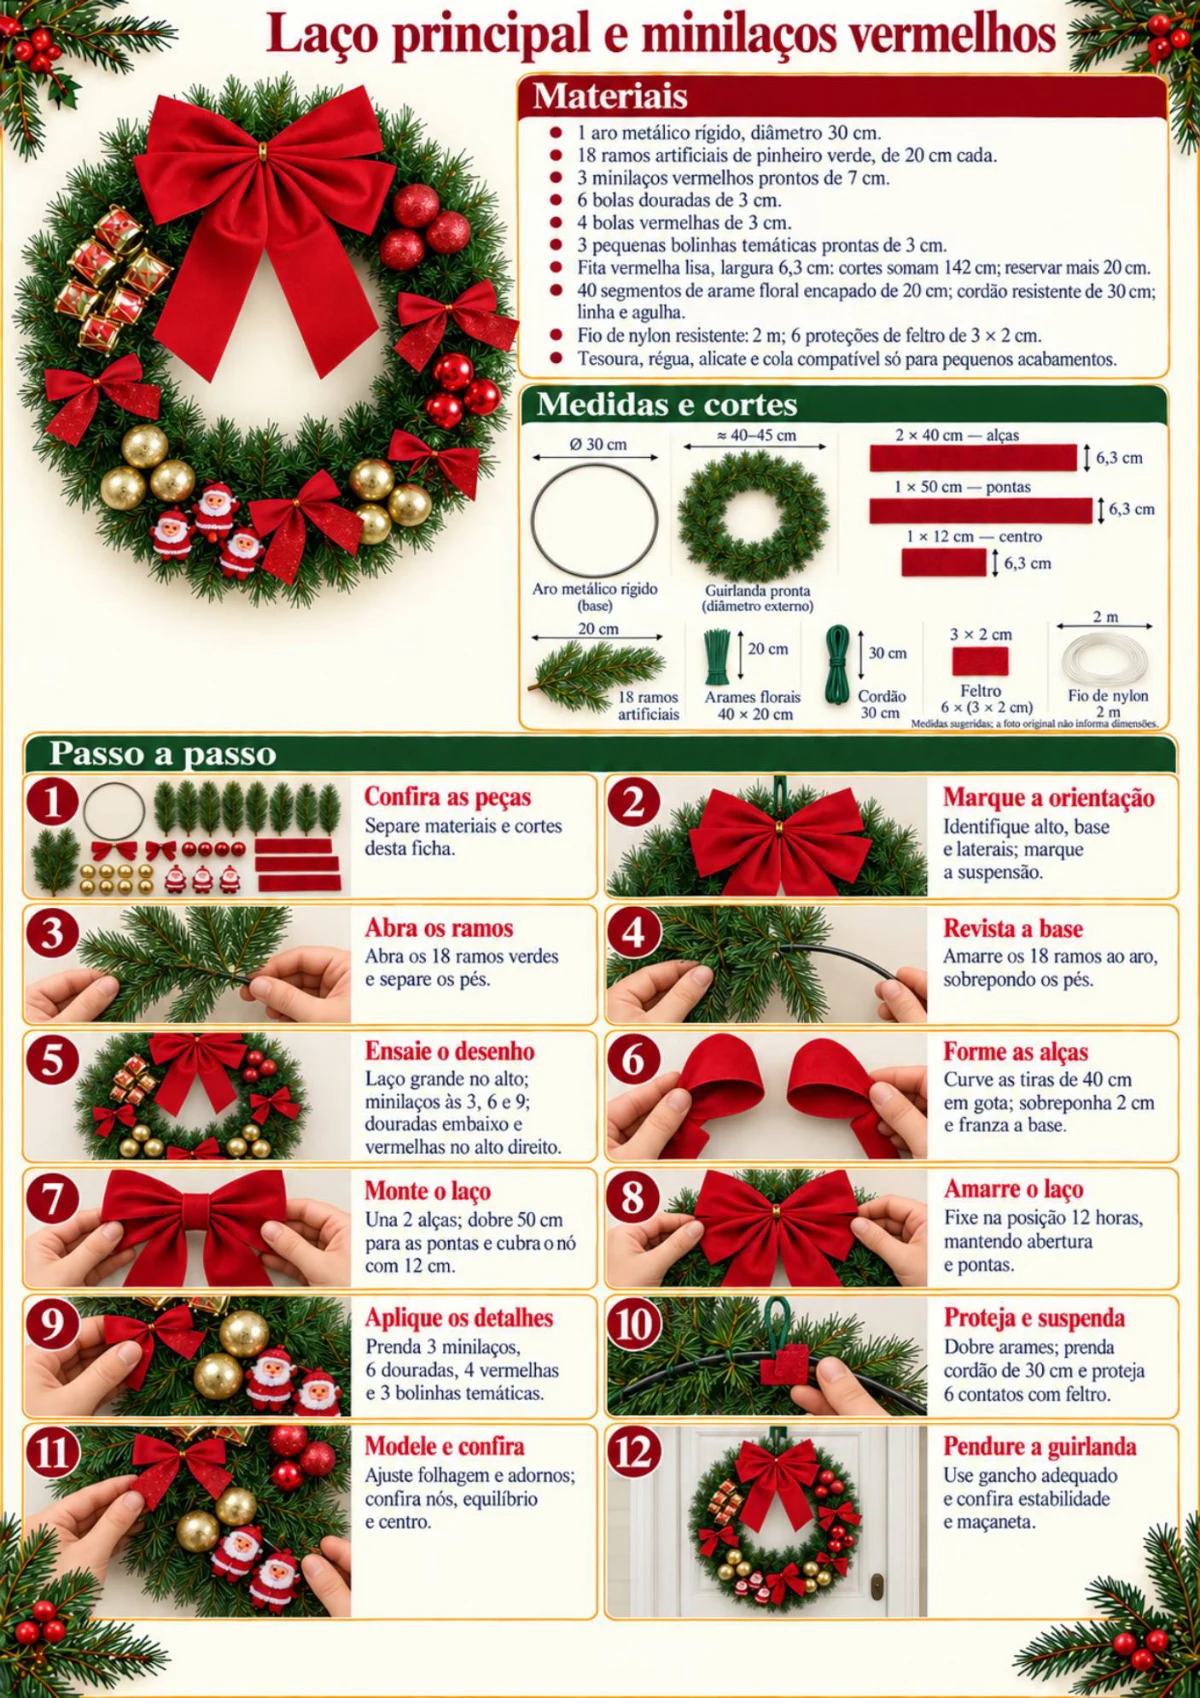 Laço principal e minilaços vermelhos
Materiais
● 1 aro metálico rígido, diâmetro 30 cm.
● 18 ramos artificiais de pinheiro verde, de 20 cm cada.
● 3 minilaços vermelhos prontos de 7 cm.
● 6 bolas douradas de 3 cm.
● 4 bolas vermelhas de 3 cm.
● 3 pequenas bolinhas temáticas prontas de 3 cm.
● Fita vermelha lisa, largura 6,3 cm: cortes somam 142 cm; reservar mais 20 cm.
● 40 segmentos de arame floral encapado de 20 cm; cordão resistente de 30 cm;
linha e agulha.
● Fio de nylon resistente: 2 m; 6 proteções de feltro de 3 × 2 cm.
● Tesoura, régua, alicate e cola compatível só para pequenos acabamentos.
Medidas e cortes
Ø 30 cm
Aro metálico rígido
(base)
≈ 40–45 cm
Guirlanda pronta
(diâmetro externo)
2 × 40 cm — alças
6,3 cm
1 × 50 cm — pontas
6,3 cm
1 × 12 cm — centro
6,3 cm
20 cm
18 ramos
artificiais
20 cm
Arames florais
40 × 20 cm
30 cm
Cordão
30 cm
3 × 2 cm
Feltro
6 × (3 × 2 cm)
2 m
Fio de nylon
2 m
Medidas sugeridas; a foto original não informa dimensões.
Passo a passo
1
Confira as peças
Separe materiais e cortes
desta ficha.
2
Marque a orientação
Identifique alto, base
e laterais; marque
a suspensão.
3
Abra os ramos
Abra os 18 ramos verdes
e separe os pés.
4
Revista a base
Amarre os 18 ramos ao aro,
sobrepondo os pés.
5
Ensaie o desenho
Laço grande no alto;
minilaços às 3, 6 e 9;
douradas embaixo e
vermelhas no alto direito.
6
Forme as alças
Curve as tiras de 40 cm
em gota; sobreponha 2 cm
e franza a base.
7
Monte o laço
Una 2 alças; dobre 50 cm
para as pontas e cubra o nó
com 12 cm.
8
Amarre o laço
Fixe na posição 12 horas,
mantendo abertura
e pontas.
9
Aplique os detalhes
Prenda 3 minilaços,
6 douradas, 4 vermelhas
e 3 bolinhas temáticas.
10
Proteja e suspenda
Dobre arames; prenda
cordão de 30 cm e proteja
6 contatos com feltro.
11
Modele e confira
Ajuste folhagem e adornos;
confira nós, equilíbrio
e centro.
12
Pendure a guirlanda
Use gancho adequado
e confira estabilidade
e maçaneta.